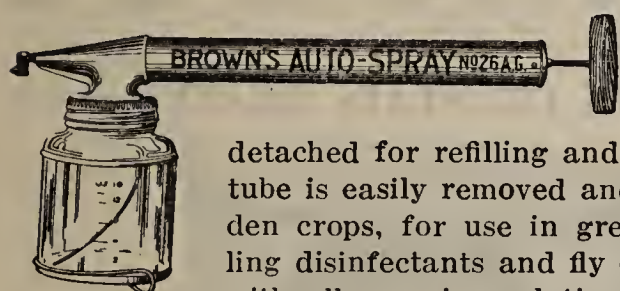 BROWN'S AUTO-SPRAY No26 A.G.
detached for refilling and
tube is easily removed and
den crops, for use in gre
ling disinfectants and fly